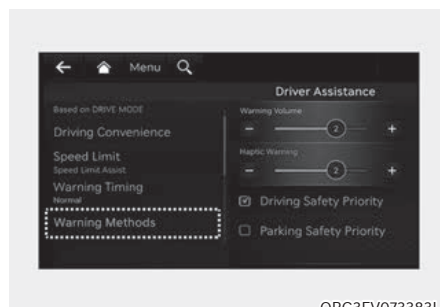 Menu
Driver Assistance
Based on DRIVE MODE
Driving Convenience
Speed Limit
Speed Limit Assist
Warning Timing
Normal
Warning Methods
Warning Volume
− 2 +
Haptic Warning
− 2 +
Driving Safety Priority
Parking Safety Priority